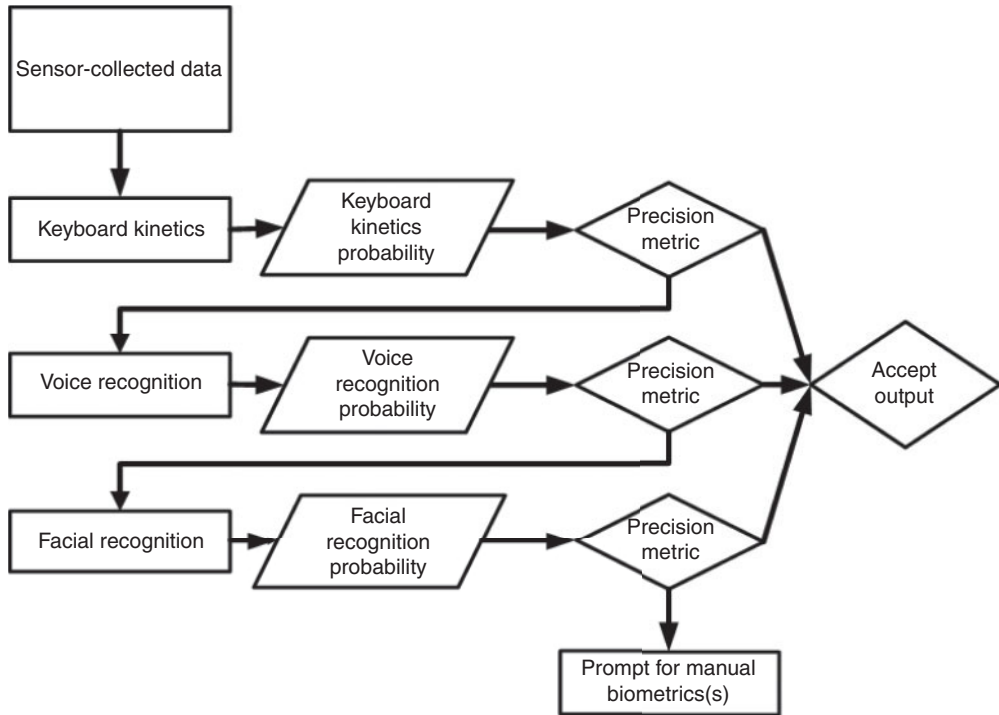 Sensor-collected data
Keyboard kinetics
Keyboard
kinetics
probability
Precision
metric
Voice recognition
Voice
recognition
probability
Precision
metric
Accept
output
Facial recognition
Facial
recognition
probability
Precision
metric
Prompt for manual
biometrics(s)